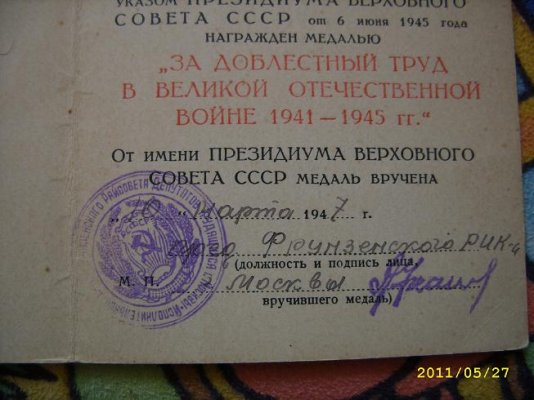 УКАЗОМ ПРЕЗИДИУМА ВЕРХОВНОГО
СОВЕТА СССР от 6 июня 1945 года
НАГРАЖДЕН МЕДАЛЬЮ
„ЗА ДОБЛЕСТНЫЙ ТРУД
В ВЕЛИКОЙ ОТЕЧЕСТВЕННОЙ
ВОЙНЕ 1941—1945 гг.“
От имени ПРЕЗИДИУМА ВЕРХОВНОГО
СОВЕТА СССР МЕДАЛЬ ВРУЧЕНА
марта 1947 г.
Фрунзенского РИК-а
(должность и подпись лица,
М. П. Москвы
вручившего медаль)
Райсовета Депутатов
2011/05/27